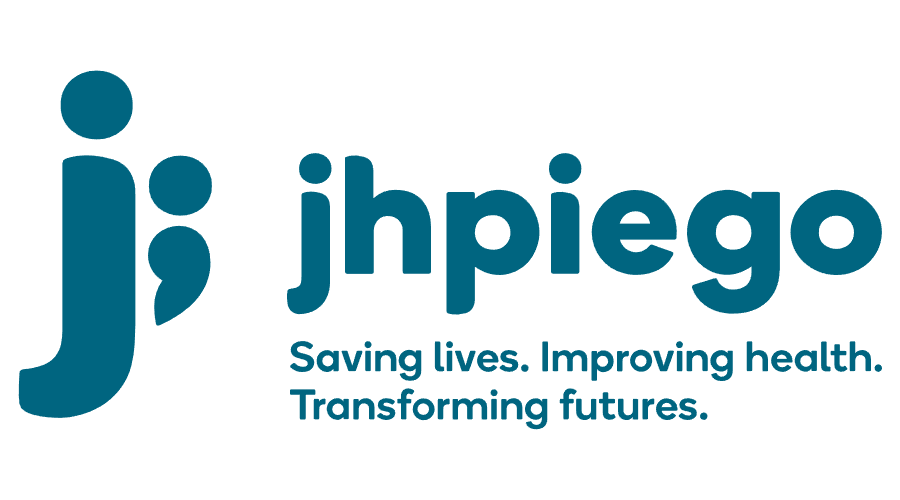 jhpiego
Saving lives. Improving health.
Transforming futures.